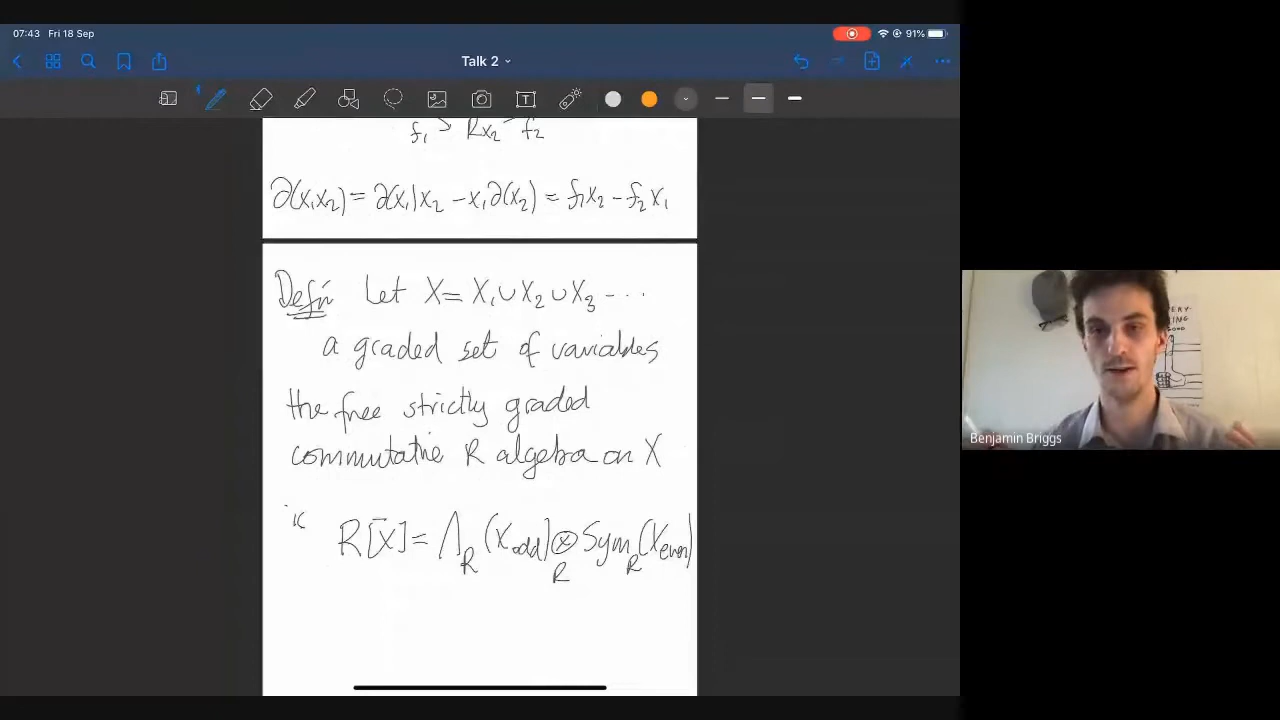 07:43 Fri 18 Sep
91%
Talk 2
f₁ Rx₂ f₂
∂(x₁x₂) = ∂(x₁)x₂ - x₁∂(x₂) = f₁x₂ - f₂x₁
Defn Let X = X₁ ∪ X₂ ∪ X₃ ...
a graded set of variables
the free strictly graded
commutative R algebra on X
is R[X] = Λ_R (X_odd) ⊗_R Sym_R (X_even)
Benjamin Briggs